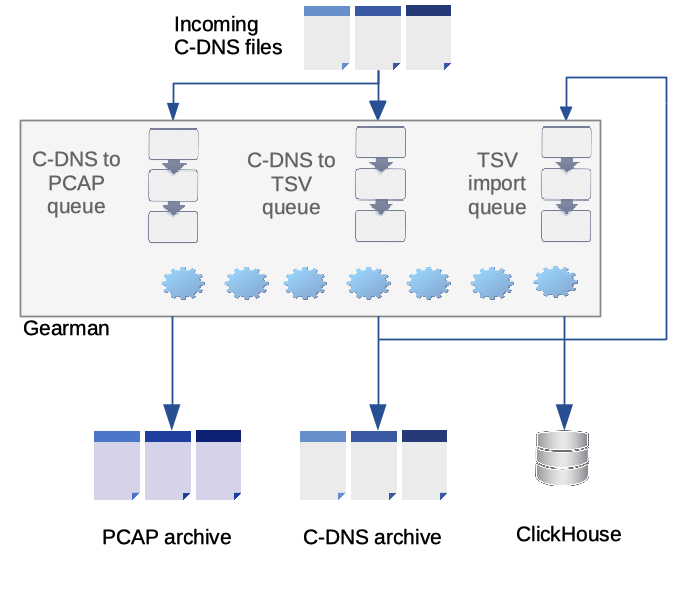 Incoming
C-DNS files
C-DNS to
PCAP
queue
C-DNS to
TSV
queue
TSV
import
queue
Gearman
PCAP archive
C-DNS archive
ClickHouse